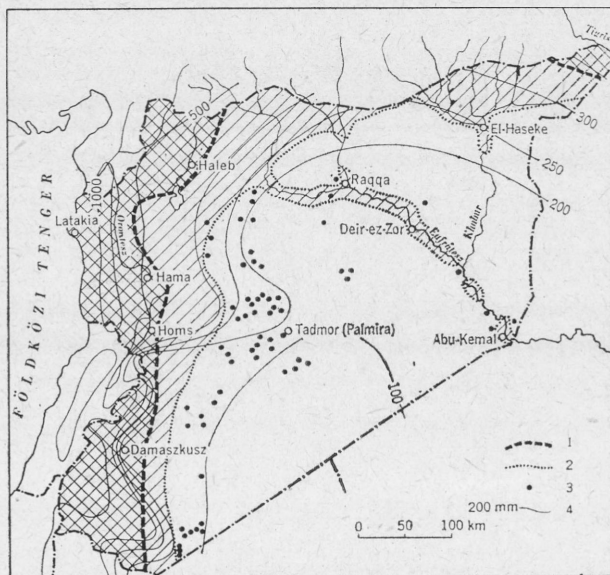 Tigris
500
300
El-Haseke
250
Haleb
200
1000
Raqqa
Latakia
Orontesz
Khabur
Deir-ez-Zor
Eufrátesz
Hama
FÖLDKÖZI TENGER
Homs
Tadmor (Palmira)
Abu-Kemal
100
1
Damaszkusz
2
3
0 50 100 km
200 mm 4